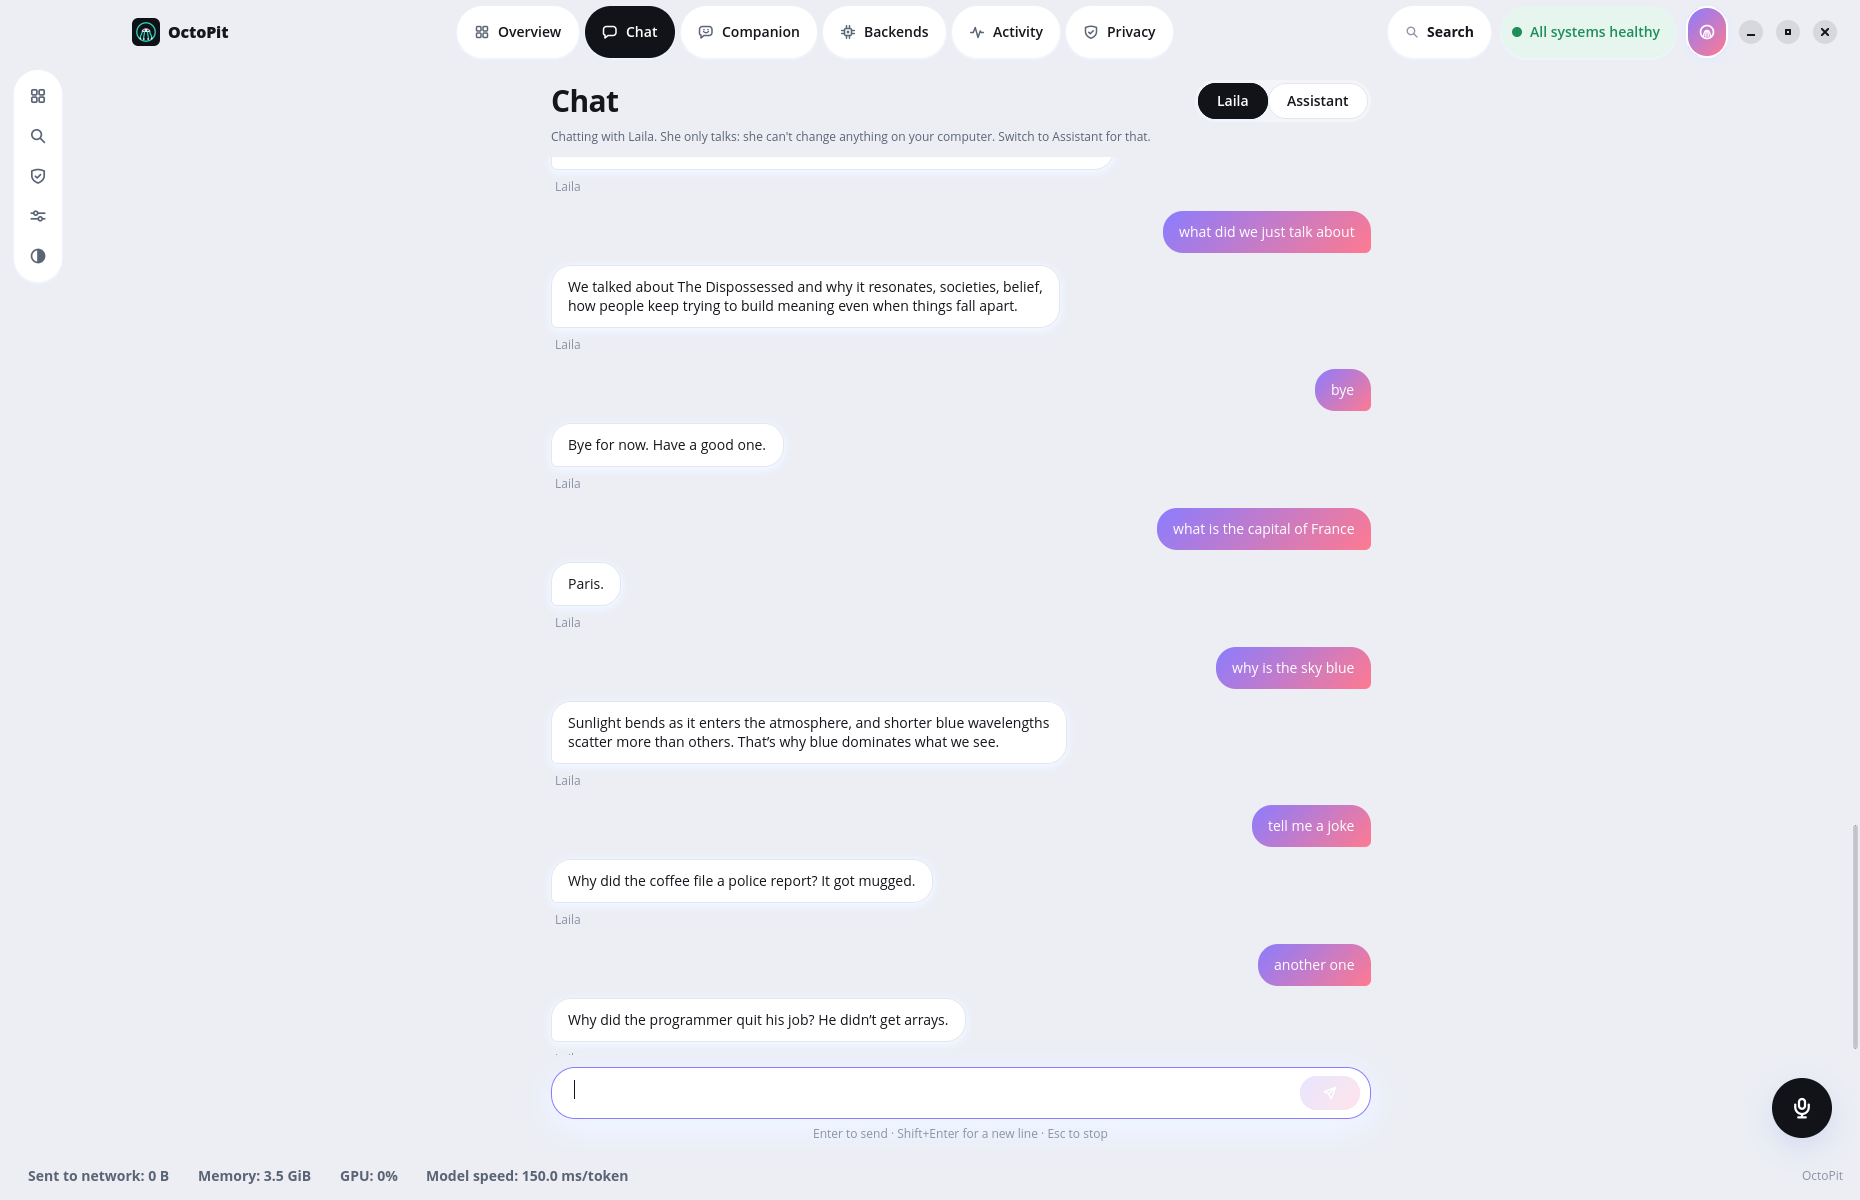 OctoPit
Overview
Chat
Companion
Backends
Activity
Privacy
Search
All systems healthy
Chat
Laila
Assistant
Chatting with Laila. She only talks: she can't change anything on your computer. Switch to Assistant for that.
Laila
what did we just talk about
We talked about The Dispossessed and why it resonates, societies, belief,
how people keep trying to build meaning even when things fall apart.
Laila
bye
Bye for now. Have a good one.
Laila
what is the capital of France
Paris.
Laila
why is the sky blue
Sunlight bends as it enters the atmosphere, and shorter blue wavelengths
scatter more than others. That’s why blue dominates what we see.
Laila
tell me a joke
Why did the coffee file a police report? It got mugged.
Laila
another one
Why did the programmer quit his job? He didn’t get arrays.
Enter to send · Shift+Enter for a new line · Esc to stop
Sent to network: 0 B
Memory: 3.5 GiB
GPU: 0%
Model speed: 150.0 ms/token
OctoPit